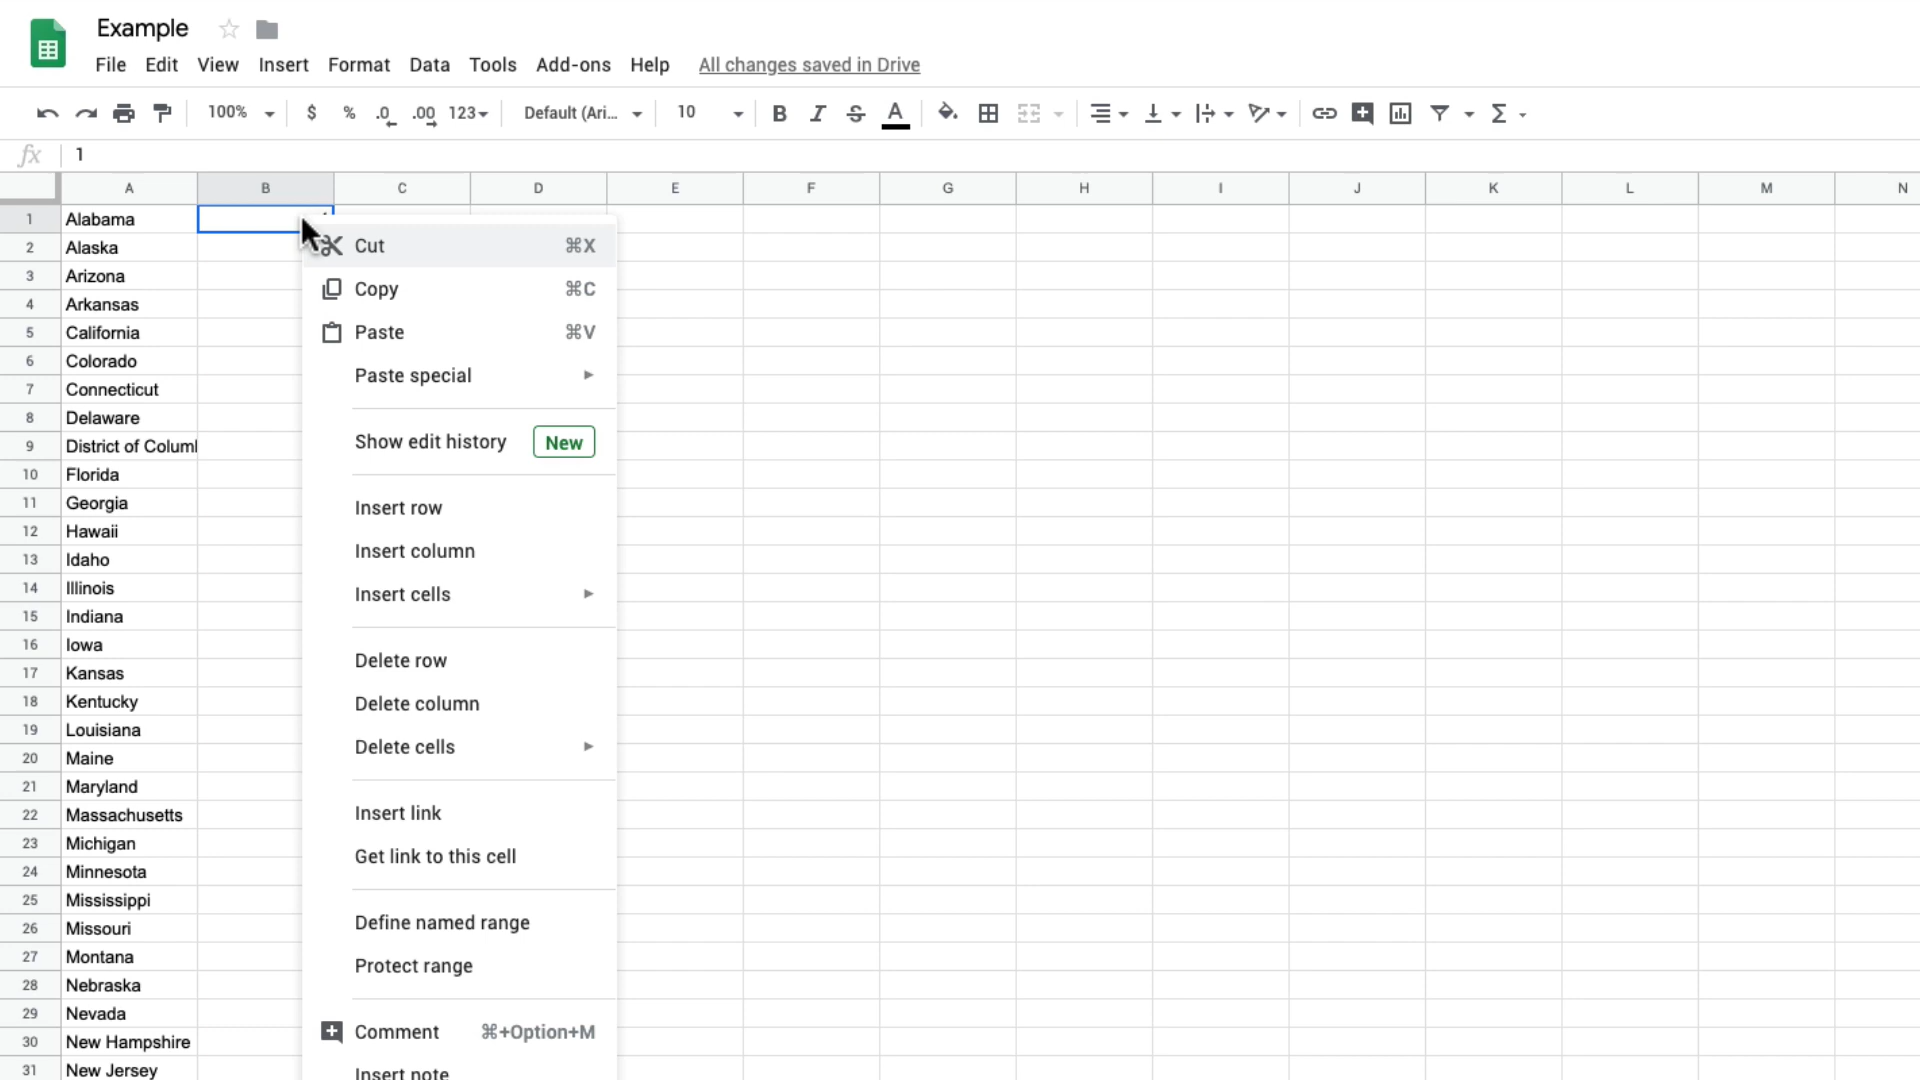 Example
File Edit View Insert Format Data Tools Add-ons Help All changes saved in Drive
100% $ % .0 .00 123 Default (Ari... 10 B I S A Σ
fx 1
A B C D E F G H I J K L M N
1 Alabama
2 Alaska
3 Arizona
4 Arkansas
5 California
6 Colorado
7 Connecticut
8 Delaware
9 District of
10 Florida
11 Georgia
12 Hawaii
13 Idaho
14 Illinois
15 Indiana
16 Iowa
17 Kansas
18 Kentucky
19 Louisiana
20 Maine
21 Maryland
22 Massachusetts
23 Michigan
24 Minnesota
25 Mississippi
26 Missouri
27 Montana
28 Nebraska
29 Nevada
30 New Hampshire
31 New Jersey
Cut ⌘X
Copy ⌘C
Paste ⌘V
Paste special
Show edit history New
Insert row
Insert column
Insert cells
Delete row
Delete column
Delete cells
Insert link
Get link to this cell
Define named range
Protect range
Comment ⌘+Option+M
Insert note